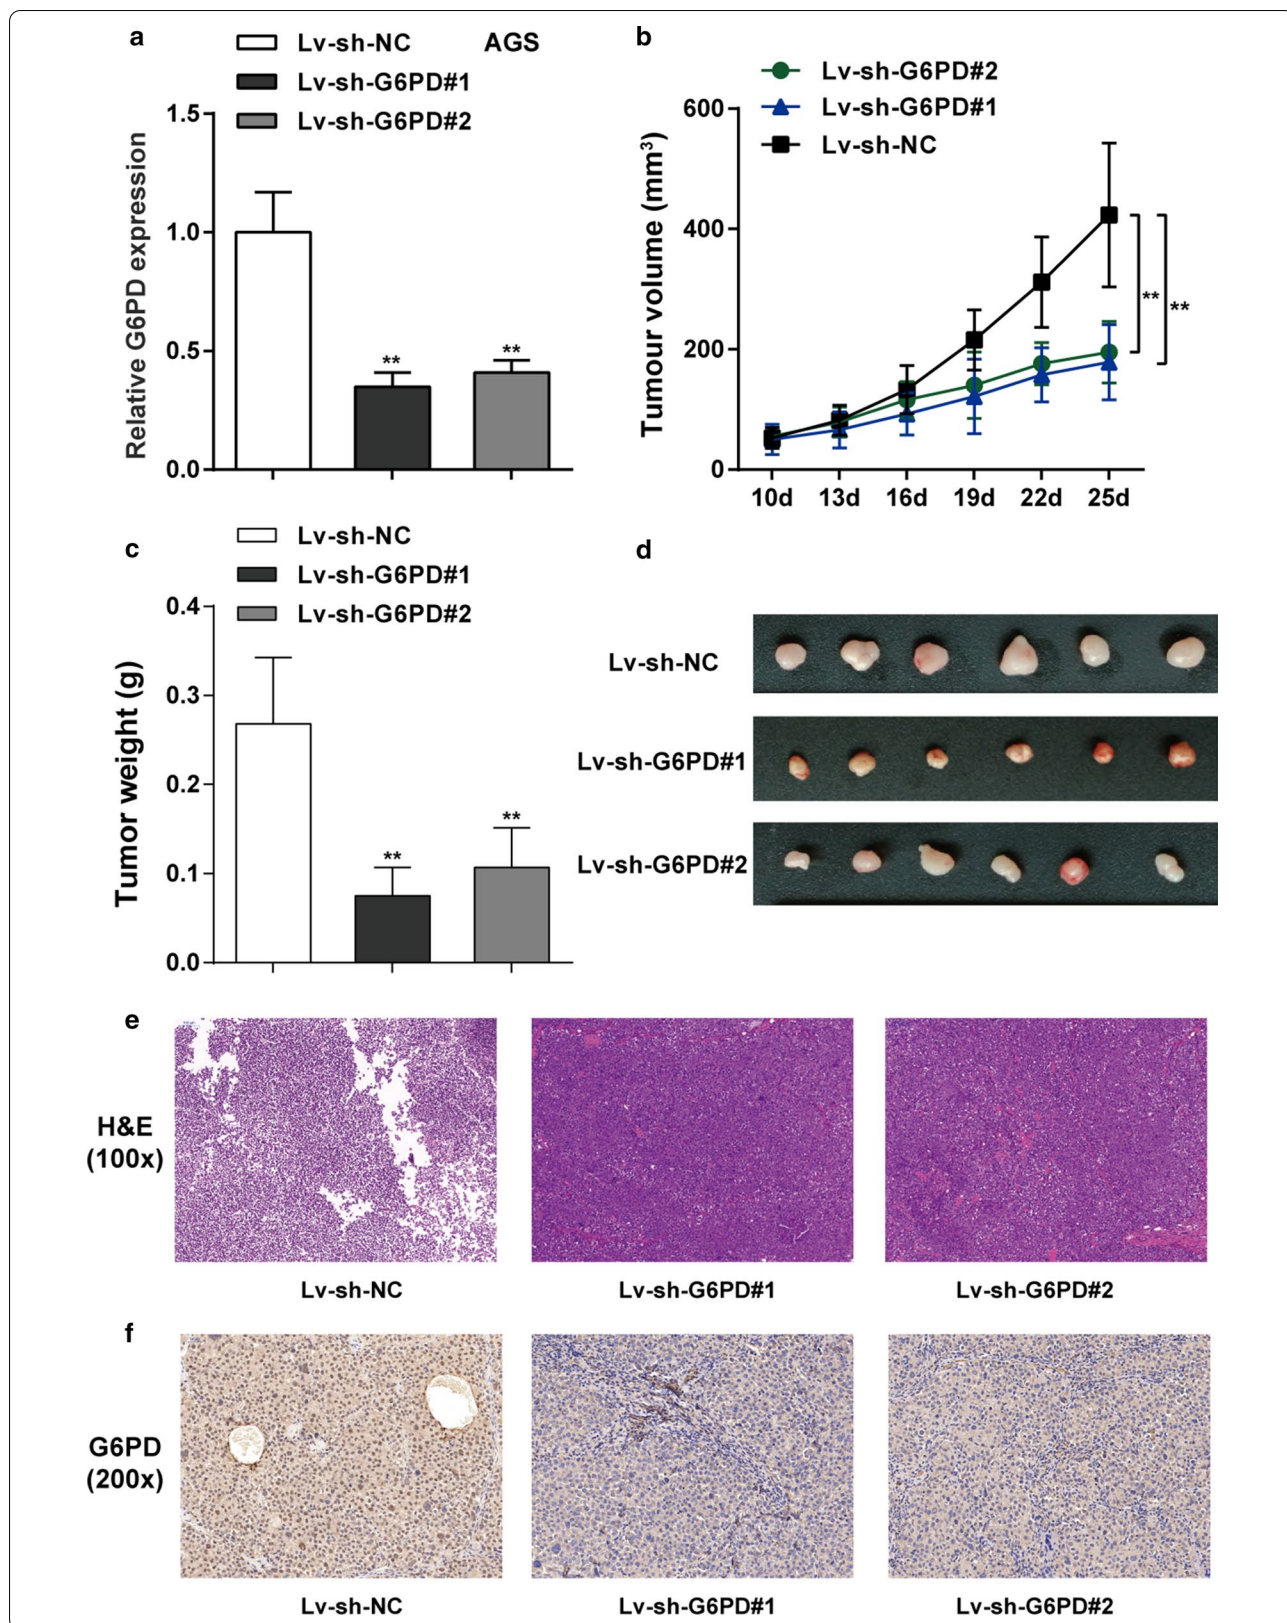 a
Lv-sh-NC
AGS
Lv-sh-G6PD#1
Lv-sh-G6PD#2
Relative G6PD expression
1.5
1.0
0.5
0.0
**
**
b
Lv-sh-G6PD#2
Lv-sh-G6PD#1
Lv-sh-NC
Tumour volume (mm³)
600
400
200
0
10d 13d 16d 19d 22d 25d
**
**
c
Lv-sh-NC
Lv-sh-G6PD#1
Lv-sh-G6PD#2
Tumor weight (g)
0.4
0.3
0.2
0.1
0.0
**
**
d
Lv-sh-NC
Lv-sh-G6PD#1
Lv-sh-G6PD#2
e
H&E
(100x)
Lv-sh-NC
Lv-sh-G6PD#1
Lv-sh-G6PD#2
f
G6PD
(200x)
Lv-sh-NC
Lv-sh-G6PD#1
Lv-sh-G6PD#2